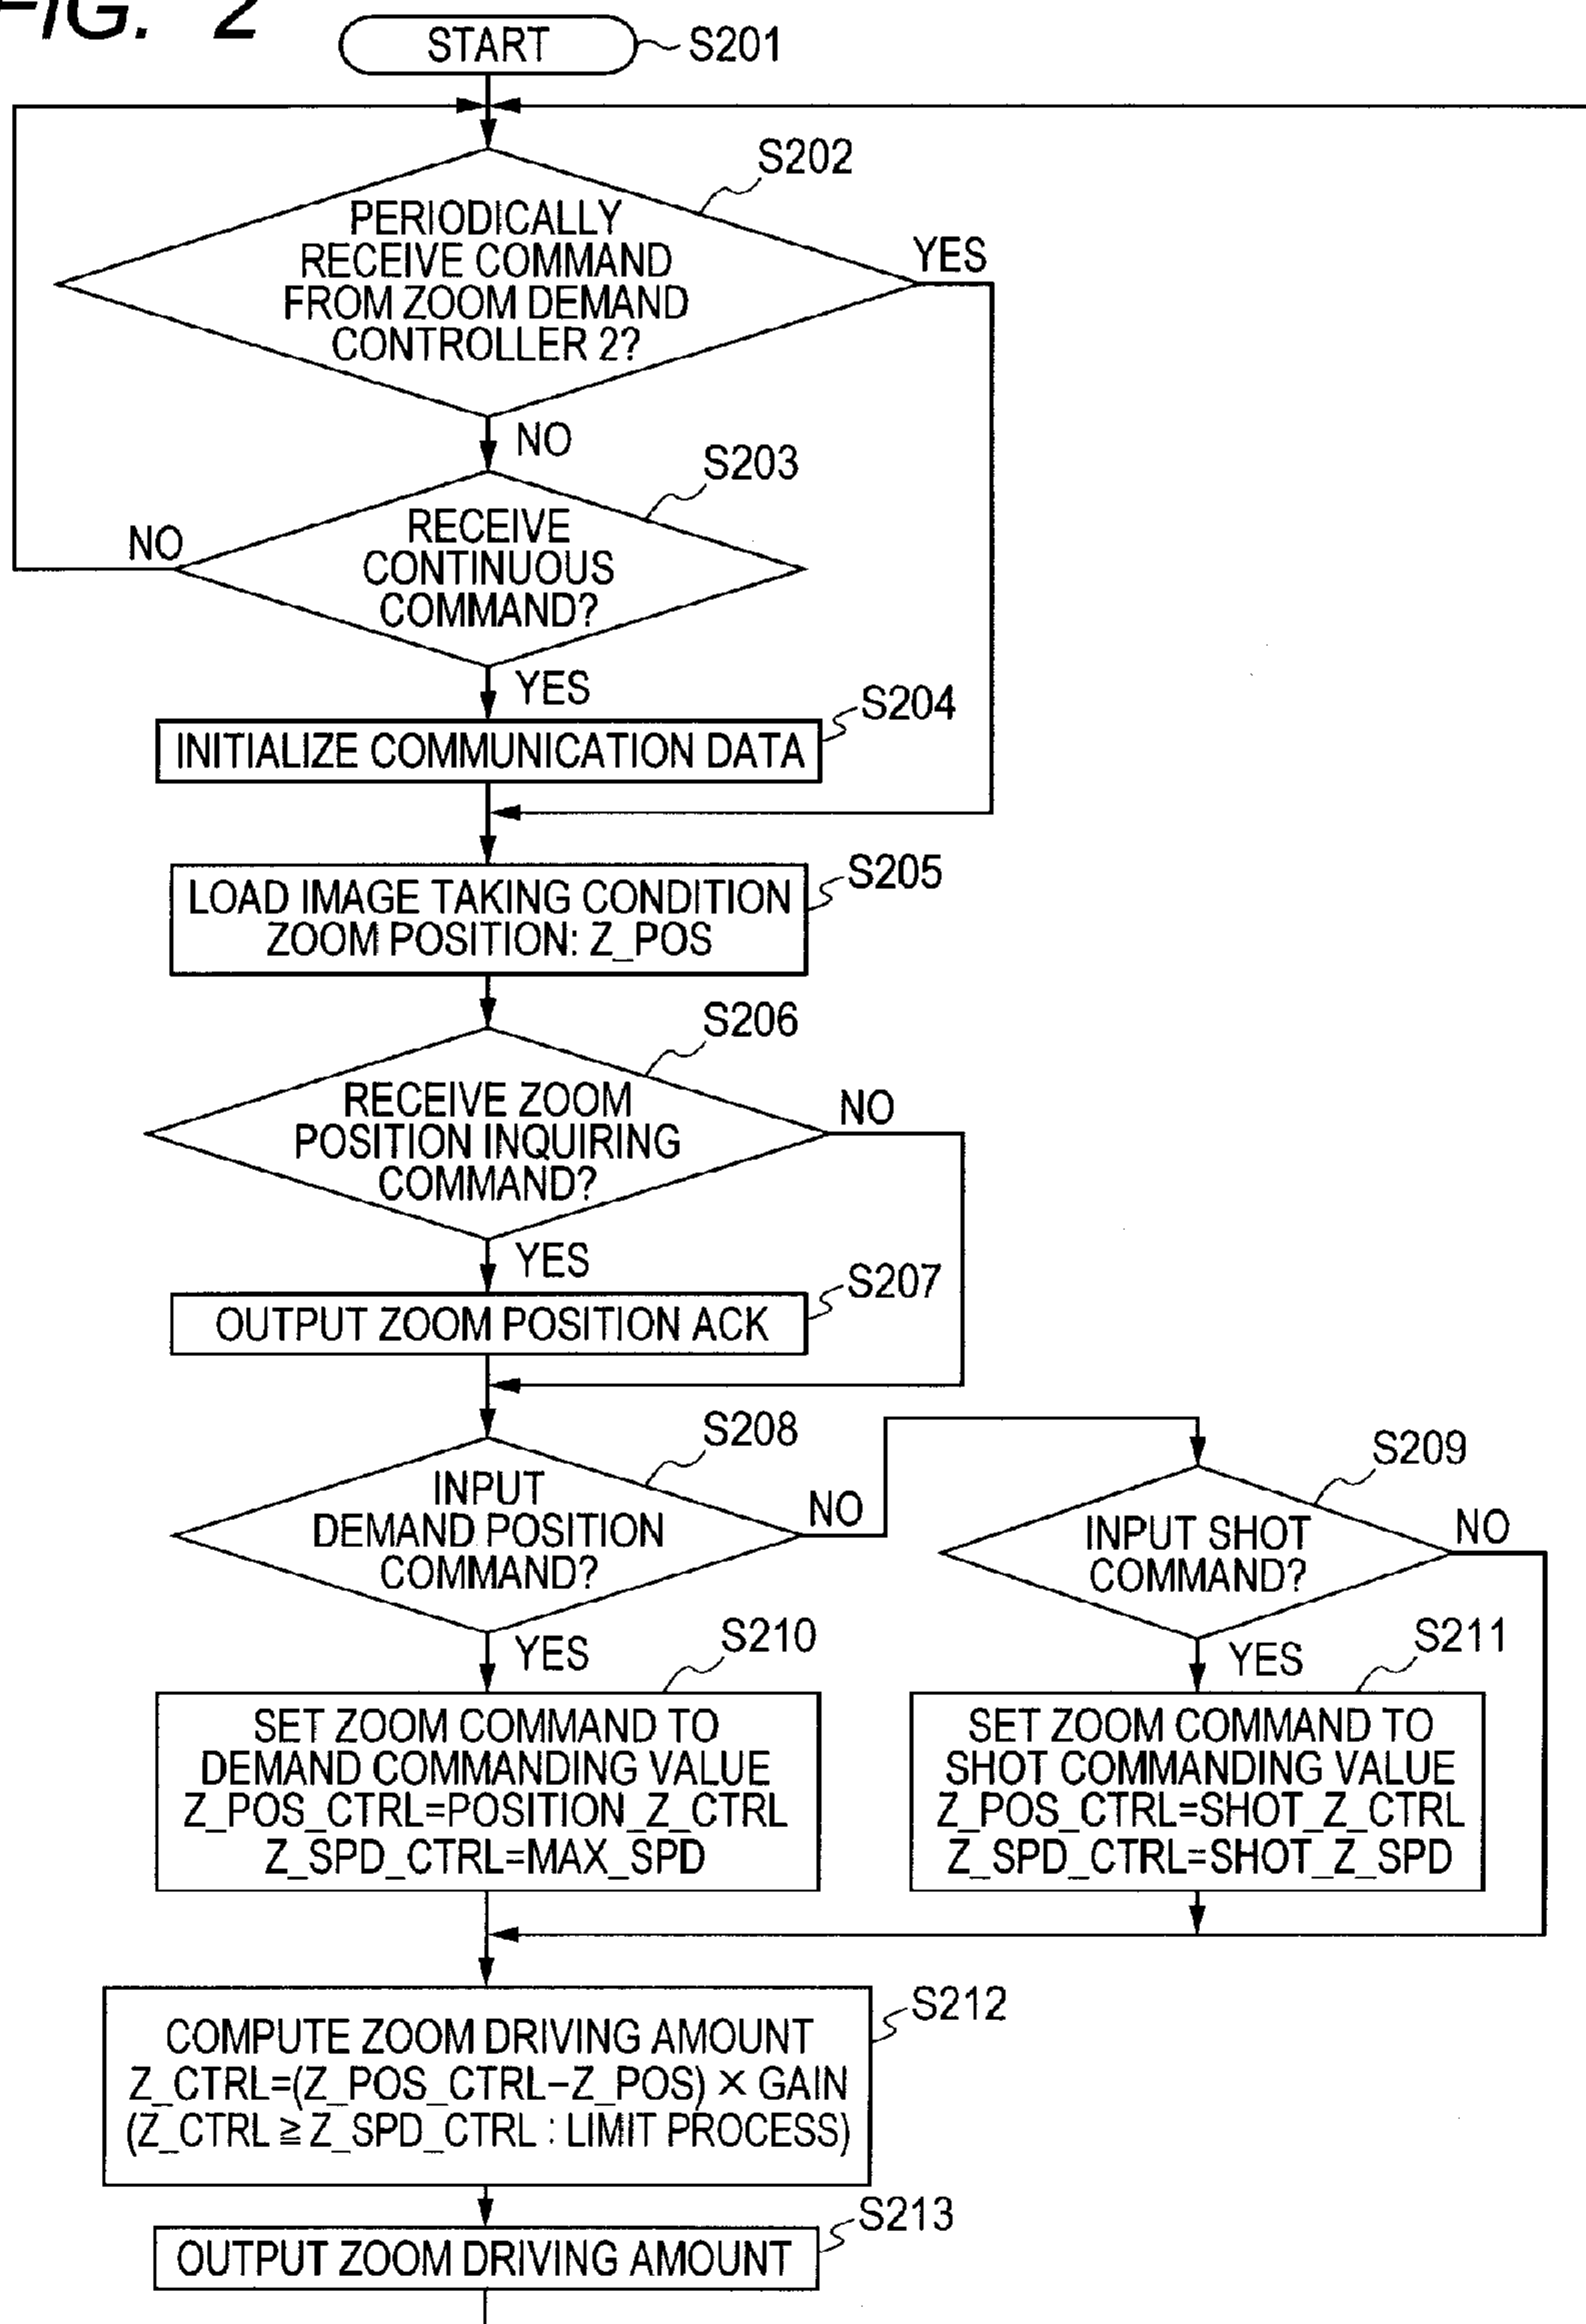 FIG. 2
START
S201
S202
PERIODICALLY
RECEIVE COMMAND
FROM ZOOM DEMAND
CONTROLLER 2?
YES
NO
S203
RECEIVE
CONTINUOUS
COMMAND?
NO
YES
S204
INITIALIZE COMMUNICATION DATA
S205
LOAD IMAGE TAKING CONDITION
ZOOM POSITION: Z_POS
S206
RECEIVE ZOOM
POSITION INQUIRING
COMMAND?
NO
YES
S207
OUTPUT ZOOM POSITION ACK
S208
INPUT
DEMAND POSITION
COMMAND?
NO
YES
S209
INPUT SHOT
COMMAND?
NO
YES
S210
SET ZOOM COMMAND TO
DEMAND COMMANDING VALUE
Z_POS_CTRL=POSITION_Z_CTRL
Z_SPD_CTRL=MAX_SPD
S211
SET ZOOM COMMAND TO
SHOT COMMANDING VALUE
Z_POS_CTRL=SHOT_Z_CTRL
Z_SPD_CTRL=SHOT_Z_SPD
S212
COMPUTE ZOOM DRIVING AMOUNT
Z_CTRL=(Z_POS_CTRL−Z_POS) × GAIN
(Z_CTRL ≧ Z_SPD_CTRL : LIMIT PROCESS)
S213
OUTPUT ZOOM DRIVING AMOUNT